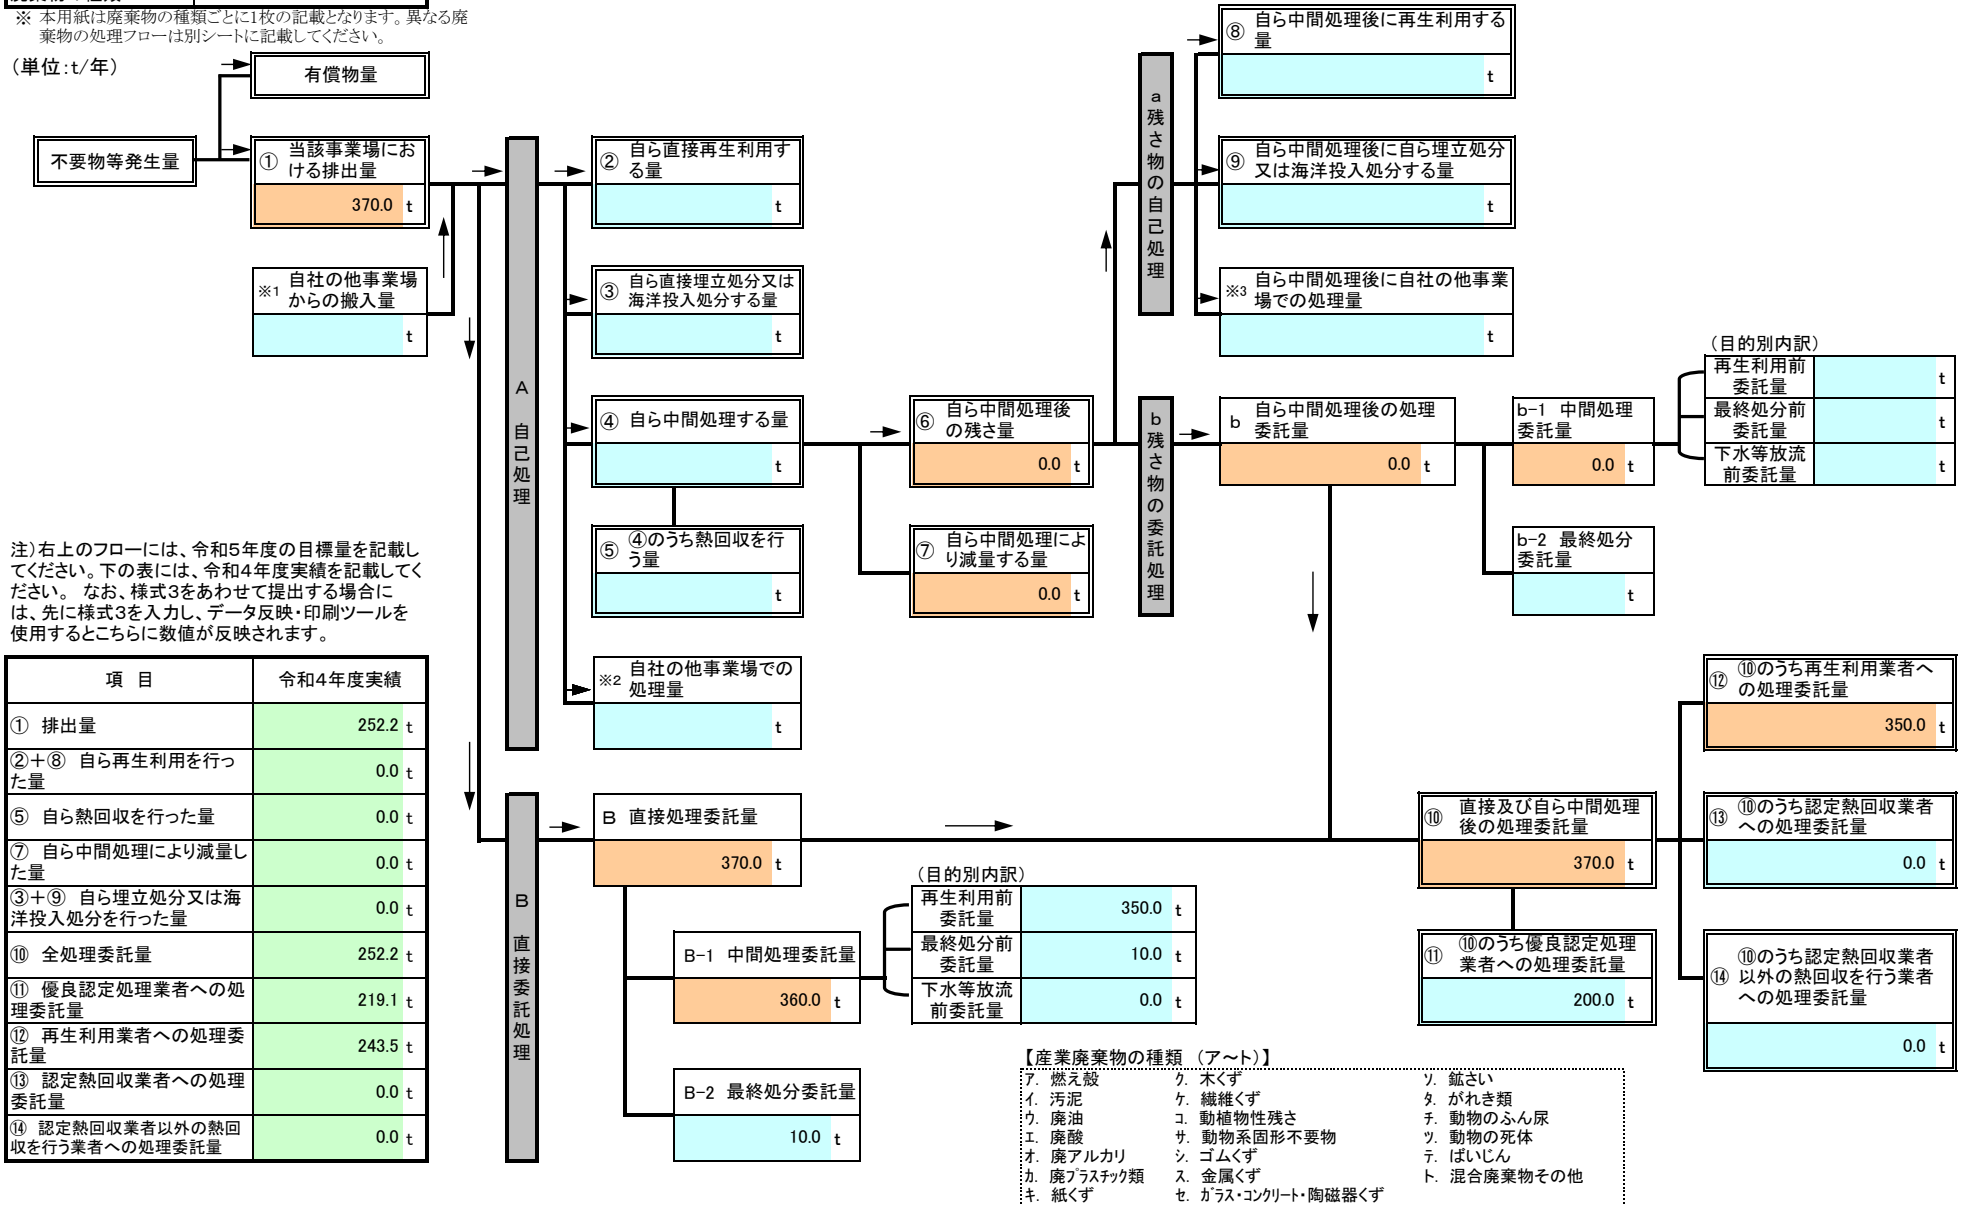 ※ 本用紙は廃棄物の種類ごとに1枚の記載となります。異なる廃
棄物の処理フローは別シートに記載してください。
(単位:t/年)
有償物量
不要物等発生量
① 当該事業場にお
ける排出量
370.0 t
※1 自社の他事業場
からの搬入量
t
A 自己処理
② 自ら直接再生利用す
る量
t
③ 自ら直接埋立処分又は
海洋投入処分する量
t
④ 自ら中間処理する量
t
⑤ ④のうち熱回収を行
う量
t
※2 自社の他事業場での
処理量
t
⑥ 自ら中間処理後
の残さ量
0.0 t
⑦ 自ら中間処理によ
り減量する量
0.0 t
a 残さ物の自己処理
⑧ 自ら中間処理後に再生利用する
量
t
⑨ 自ら中間処理後に自ら埋立処分
又は海洋投入処分する量
t
※3 自ら中間処理後に自社の他事業
場での処理量
t
b 残さ物の委託処理
b 自ら中間処理後の処理
委託量
0.0 t
b-1 中間処理
委託量
0.0 t
b-2 最終処分
委託量
t
(目的別内訳)
再生利用前
委託量
t
最終処分前
委託量
t
下水等放流
前委託量
t
注)右上のフローには、令和5年度の目標量を記載し
てください。下の表には、令和4年度実績を記載してく
ださい。 なお、様式3をあわせて提出する場合に
は、先に様式3を入力し、データ反映・印刷ツールを
使用するとこちらに数値が反映されます。
項 目 令和4年度実績
① 排出量 252.2 t
②+⑧ 自ら再生利用を行っ
た量 0.0 t
⑤ 自ら熱回収を行った量 0.0 t
⑦ 自ら中間処理により減量し
た量 0.0 t
③+⑨ 自ら埋立処分又は海
洋投入処分を行った量 0.0 t
⑩ 全処理委託量 252.2 t
⑪ 優良認定処理業者への処
理委託量 219.1 t
⑫ 再生利用業者への処理委
託量 243.5 t
⑬ 認定熱回収業者への処理
委託量 0.0 t
⑭ 認定熱回収業者以外の熱回
収を行う業者への処理委託量 0.0 t
B 直接委託処理
B 直接処理委託量
370.0 t
B-1 中間処理委託量
360.0 t
B-2 最終処分委託量
10.0 t
(目的別内訳)
再生利用前
委託量
350.0 t
最終処分前
委託量
10.0 t
下水等放流
前委託量
0.0 t
⑩ 直接及び自ら中間処理
後の処理委託量
370.0 t
⑪ ⑩のうち優良認定処理
業者への処理委託量
200.0 t
⑫ ⑩のうち再生利用業者へ
の処理委託量
350.0 t
⑬ ⑩のうち認定熱回収業者
への処理委託量
0.0 t
⑭ ⑩のうち認定熱回収業者
以外の熱回収を行う業者
への処理委託量
0.0 t
【産業廃棄物の種類 (ア~ト)】
ア. 燃え殻
イ. 汚泥
ウ. 廃油
エ. 廃酸
オ. 廃アルカリ
カ. 廃プラスチック類
キ. 紙くず
ク. 木くず
ケ. 繊維くず
コ. 動植物性残さ
サ. 動物系固形不要物
シ. ゴムくず
ス. 金属くず
セ. ガラス・コンクリート・陶磁器くず
ソ. 鉱さい
タ. がれき類
チ. 動物のふん尿
ツ. 動物の死体
テ. ばいじん
ト. 混合廃棄物その他